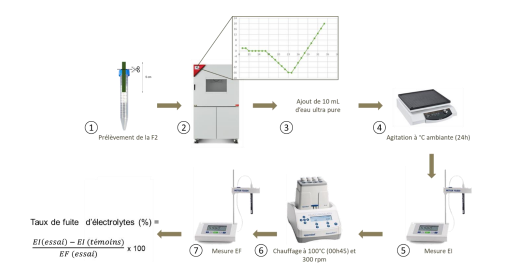 ① Prélèvement de la F2
②
Ajout de 10 mL
d'eau ultra pure
③
④
Agitation à °C ambiante (24h)
⑤ Mesure EI
⑥ Chauffage à 100°C (00h45) et
300 rpm
⑦ Mesure EF
Taux de fuite d'électrolytes (%) =
EI(essai) − EI (témoins)
EF (essai)
x 100